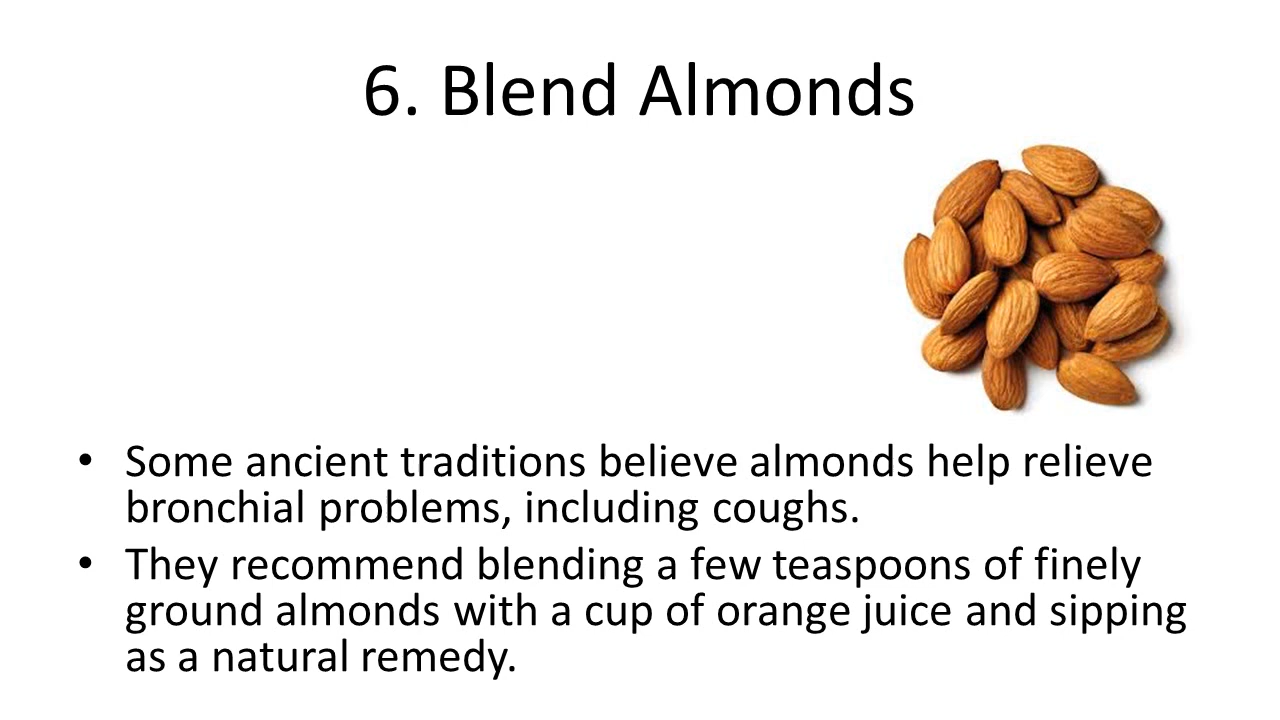 6. Blend Almonds
• Some ancient traditions believe almonds help relieve
bronchial problems, including coughs.
• They recommend blending a few teaspoons of finely
ground almonds with a cup of orange juice and sipping
as a natural remedy.